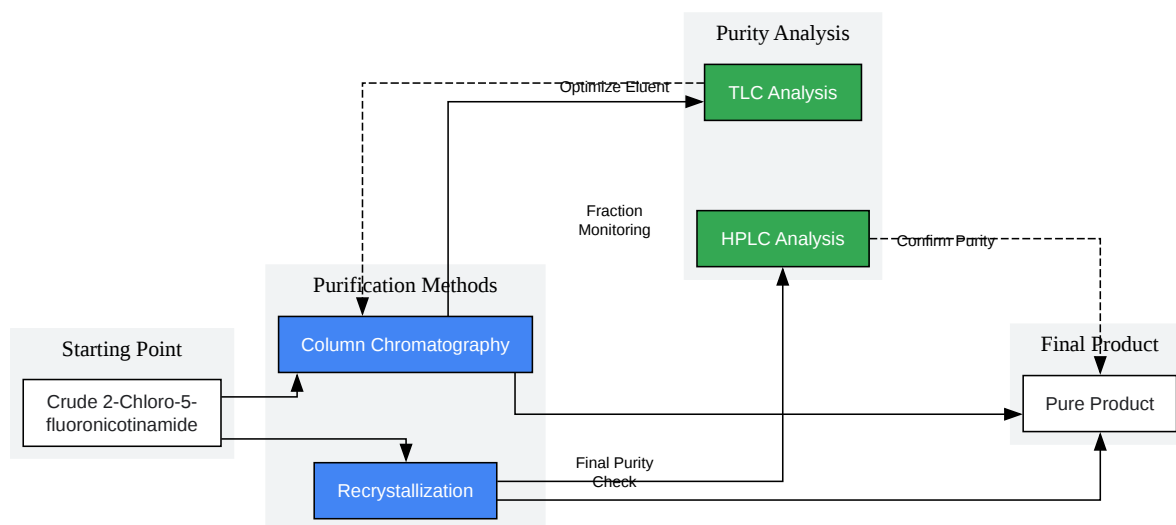 Purity Analysis
Optimize Eluent
TLC Analysis
Fraction
Monitoring
HPLC Analysis
Confirm Purity
Purification Methods
Column Chromatography
Starting Point
Crude 2-Chloro-5-
fluoronicotinamide
Final Product
Pure Product
Recrystallization
Final Purity
Check